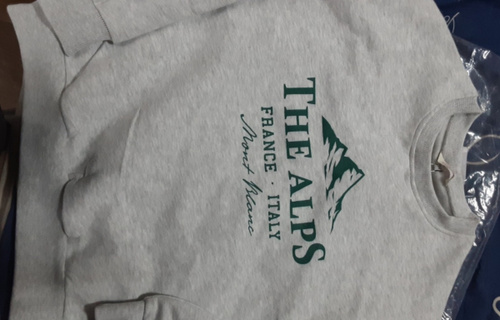 THE ALPS
FRANCE · ITALY
Mont Blanc